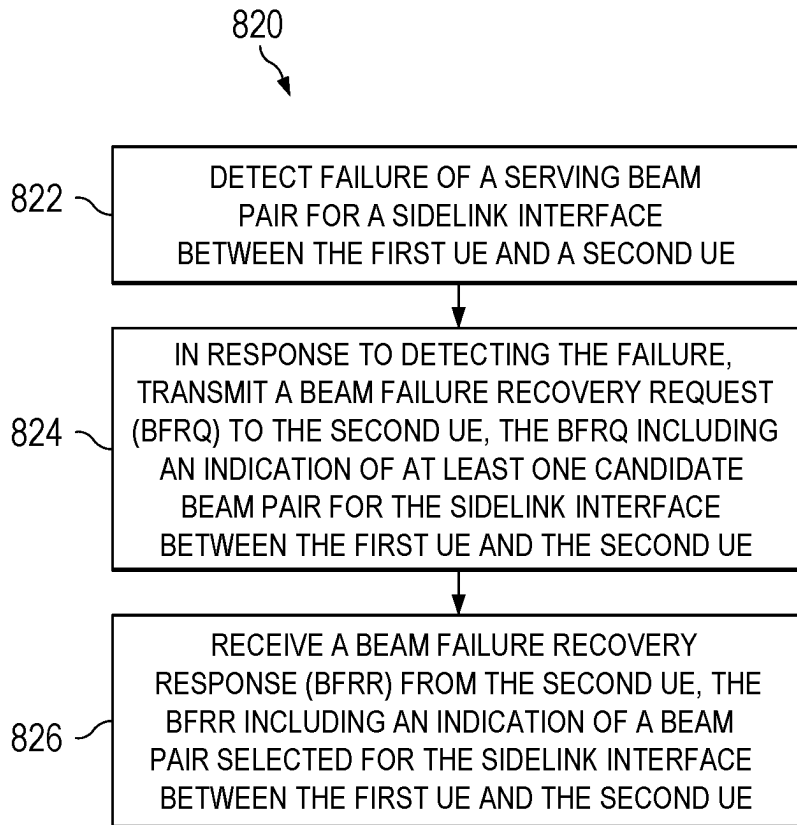 820
822
DETECT FAILURE OF A SERVING BEAM
PAIR FOR A SIDELINK INTERFACE
BETWEEN THE FIRST UE AND A SECOND UE
824
IN RESPONSE TO DETECTING THE FAILURE,
TRANSMIT A BEAM FAILURE RECOVERY REQUEST
(BFRQ) TO THE SECOND UE, THE BFRQ INCLUDING
AN INDICATION OF AT LEAST ONE CANDIDATE
BEAM PAIR FOR THE SIDELINK INTERFACE
BETWEEN THE FIRST UE AND THE SECOND UE
826
RECEIVE A BEAM FAILURE RECOVERY
RESPONSE (BFRR) FROM THE SECOND UE, THE
BFRR INCLUDING AN INDICATION OF A BEAM
PAIR SELECTED FOR THE SIDELINK INTERFACE
BETWEEN THE FIRST UE AND THE SECOND UE